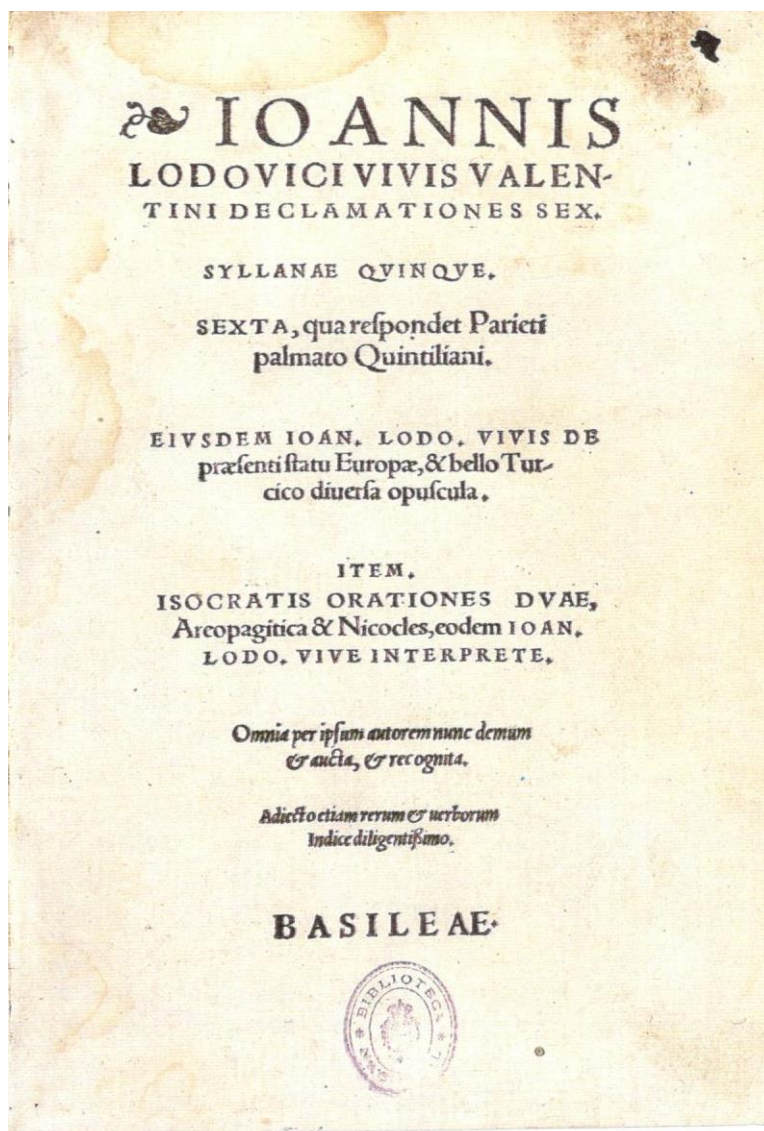 ❧ IOANNIS
LODOVICI VIVIS VALEN-
TINI DECLAMATIONES SEX.
SYLLANAE QVINQVE.
SEXTA, qua reſpondet Parieti
palmato Quintiliani.
EIVSDEM IOAN. LODO. VIVIS DE
præſenti ſtatu Europæ, & bello Tur-
cico diuerſa opuſcula.
ITEM.
ISOCRATIS ORATIONES DVAE,
Areopagitica & Nicocles, eodem IOAN.
LODO. VIVE INTERPRETE.
Omnia per ipſum autorem nunc demum
& aucta, & recognita.
Adiecto etiam rerum & uerborum
Indice diligentiſsimo.
BASILEAE.
BIBLIOTECA